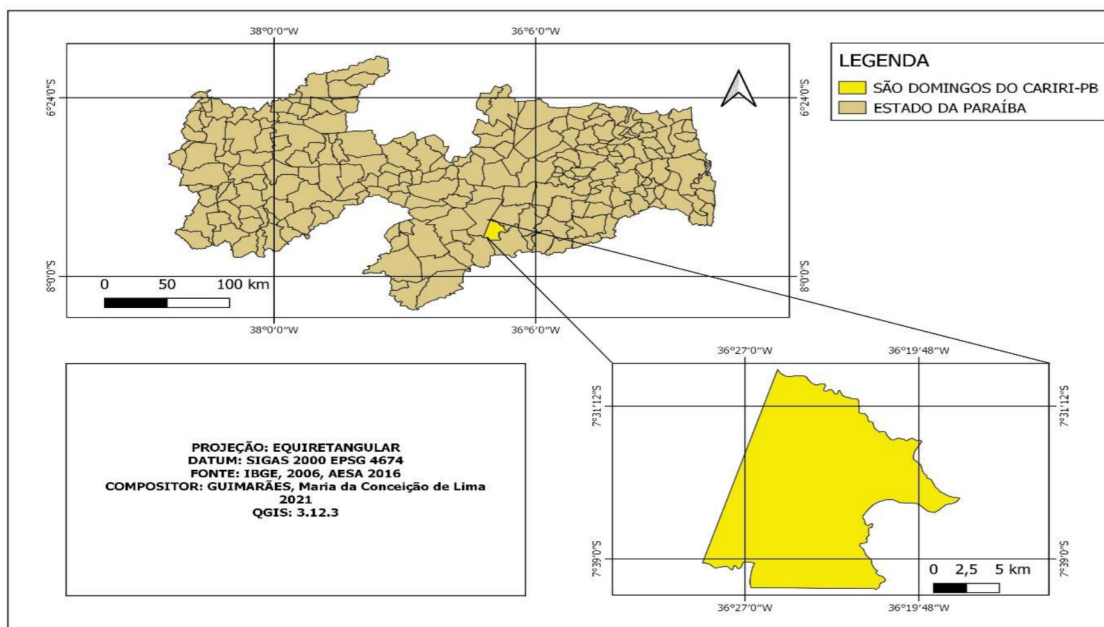 38°0'0"W
36°6'0"W
6°24'0"S
6°24'0"S
8°0'0"S
8°0'0"S
0 50 100 km
38°0'0"W
36°6'0"W
LEGENDA
SÃO DOMINGOS DO CARIRI-PB
ESTADO DA PARAÍBA
PROJEÇÃO: EQUIRETANGULAR
DATUM: SIGAS 2000 EPSG 4674
FONTE: IBGE, 2006, AESA 2016
COMPOSITOR: GUIMARÃES, Maria da Conceição de Lima
2021
QGIS: 3.12.3
36°27'0"W
36°19'48"W
7°31'12"S
7°31'12"S
7°39'0"S
7°39'0"S
0 2,5 5 km
36°27'0"W
36°19'48"W